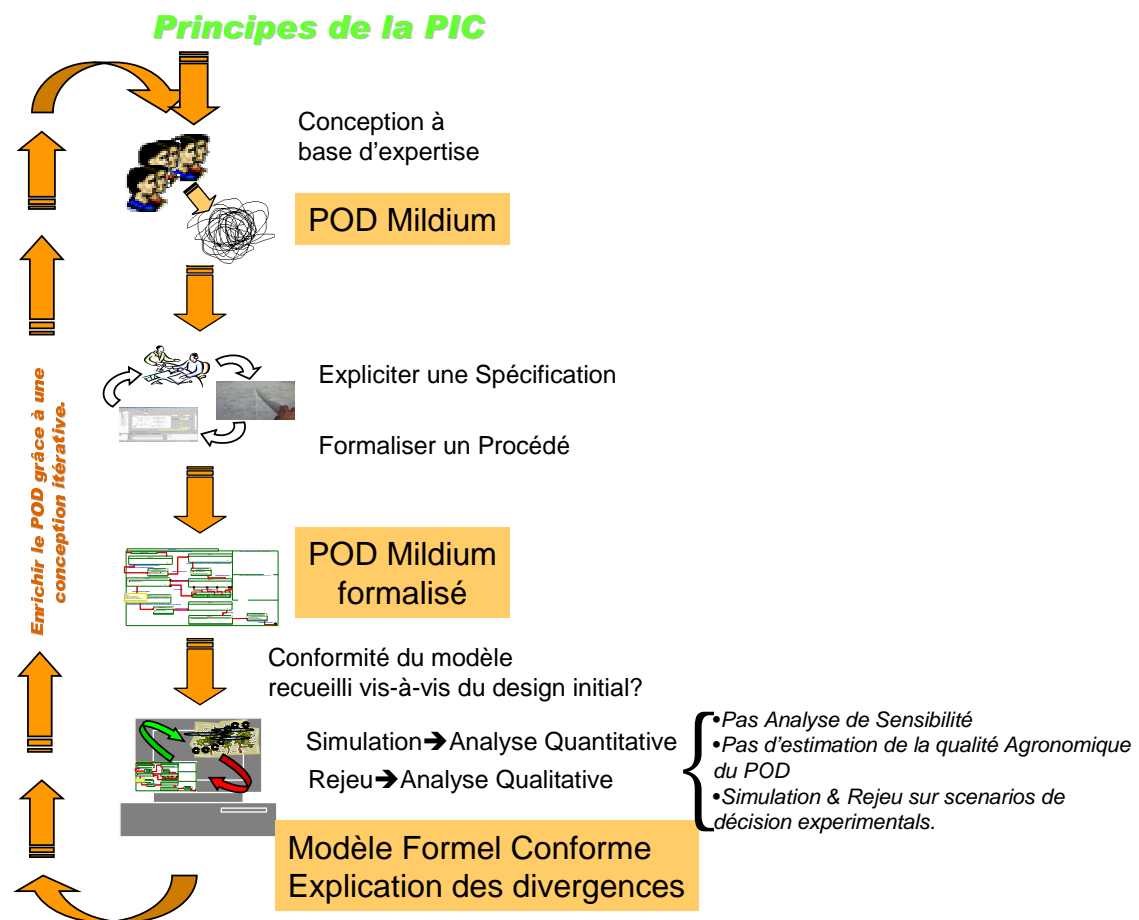 Principes de la PIC
Conception à
base d'expertise
POD Mildium
Expliciter une Spécification
Formaliser un Procédé
Enrichir le POD grâce à une
conception itérative.
POD Mildium
formalisé
Conformité du modèle
recueilli vis-à-vis du design initial?
Simulation➔Analyse Quantitative
Rejeu➔Analyse Qualitative
•Pas Analyse de Sensibilité
•Pas d'estimation de la qualité Agronomique
du POD
•Simulation & Rejeu sur scenarios de
décision experimentals.
Modèle Formel Conforme
Explication des divergences